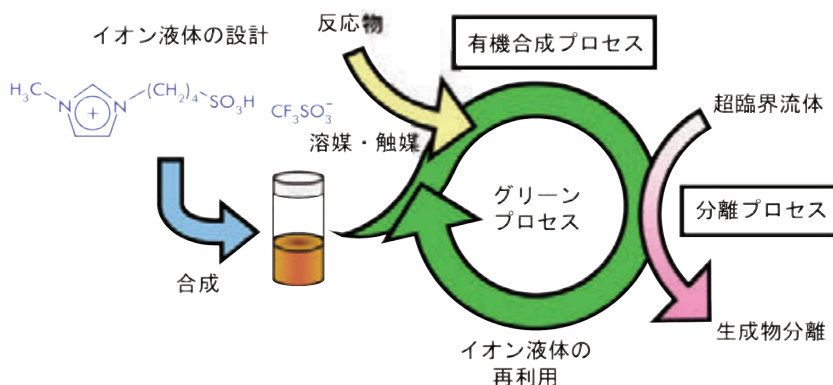 イオン液体の設計
H₃C
N
N
+
(CH₂)₄
SO₃H
CF₃SO₃⁻
反応物
有機合成プロセス
溶媒・触媒
超臨界流体
グリーン
プロセス
分離プロセス
合成
生成物分離
イオン液体の
再利用